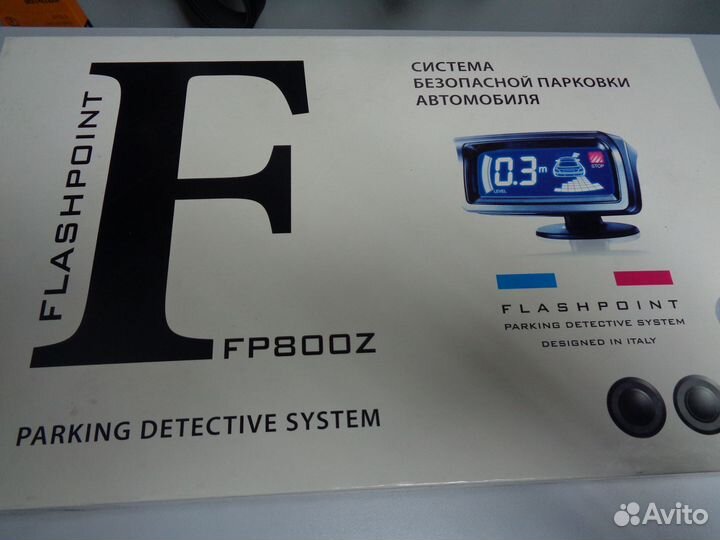 FLASHPOINT
F
FP800Z
PARKING DETECTIVE SYSTEM
СИСТЕМА
БЕЗОПАСНОЙ ПАРКОВКИ
АВТОМОБИЛЯ
0.3 m
STOP
LEVEL
FLASHPOINT
PARKING DETECTIVE SYSTEM
DESIGNED IN ITALY
Avito